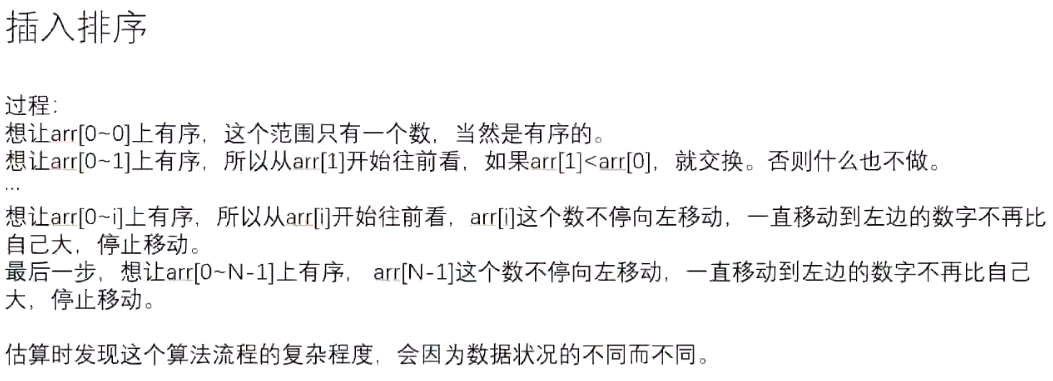 插入排序
过程：
想让arr[0~0]上有序，这个范围只有一个数，当然是有序的。
想让arr[0~1]上有序，所以从arr[1]开始往前看，如果arr[1]<arr[0]，就交换。否则什么也不做。
…
想让arr[0~i]上有序，所以从arr[i]开始往前看，arr[i]这个数不停向左移动，一直移动到左边的数字不再比
自己大，停止移动。
最后一步，想让arr[0~N-1]上有序， arr[N-1]这个数不停向左移动，一直移动到左边的数字不再比自己
大，停止移动。
估算时发现这个算法流程的复杂程度，会因为数据状况的不同而不同。